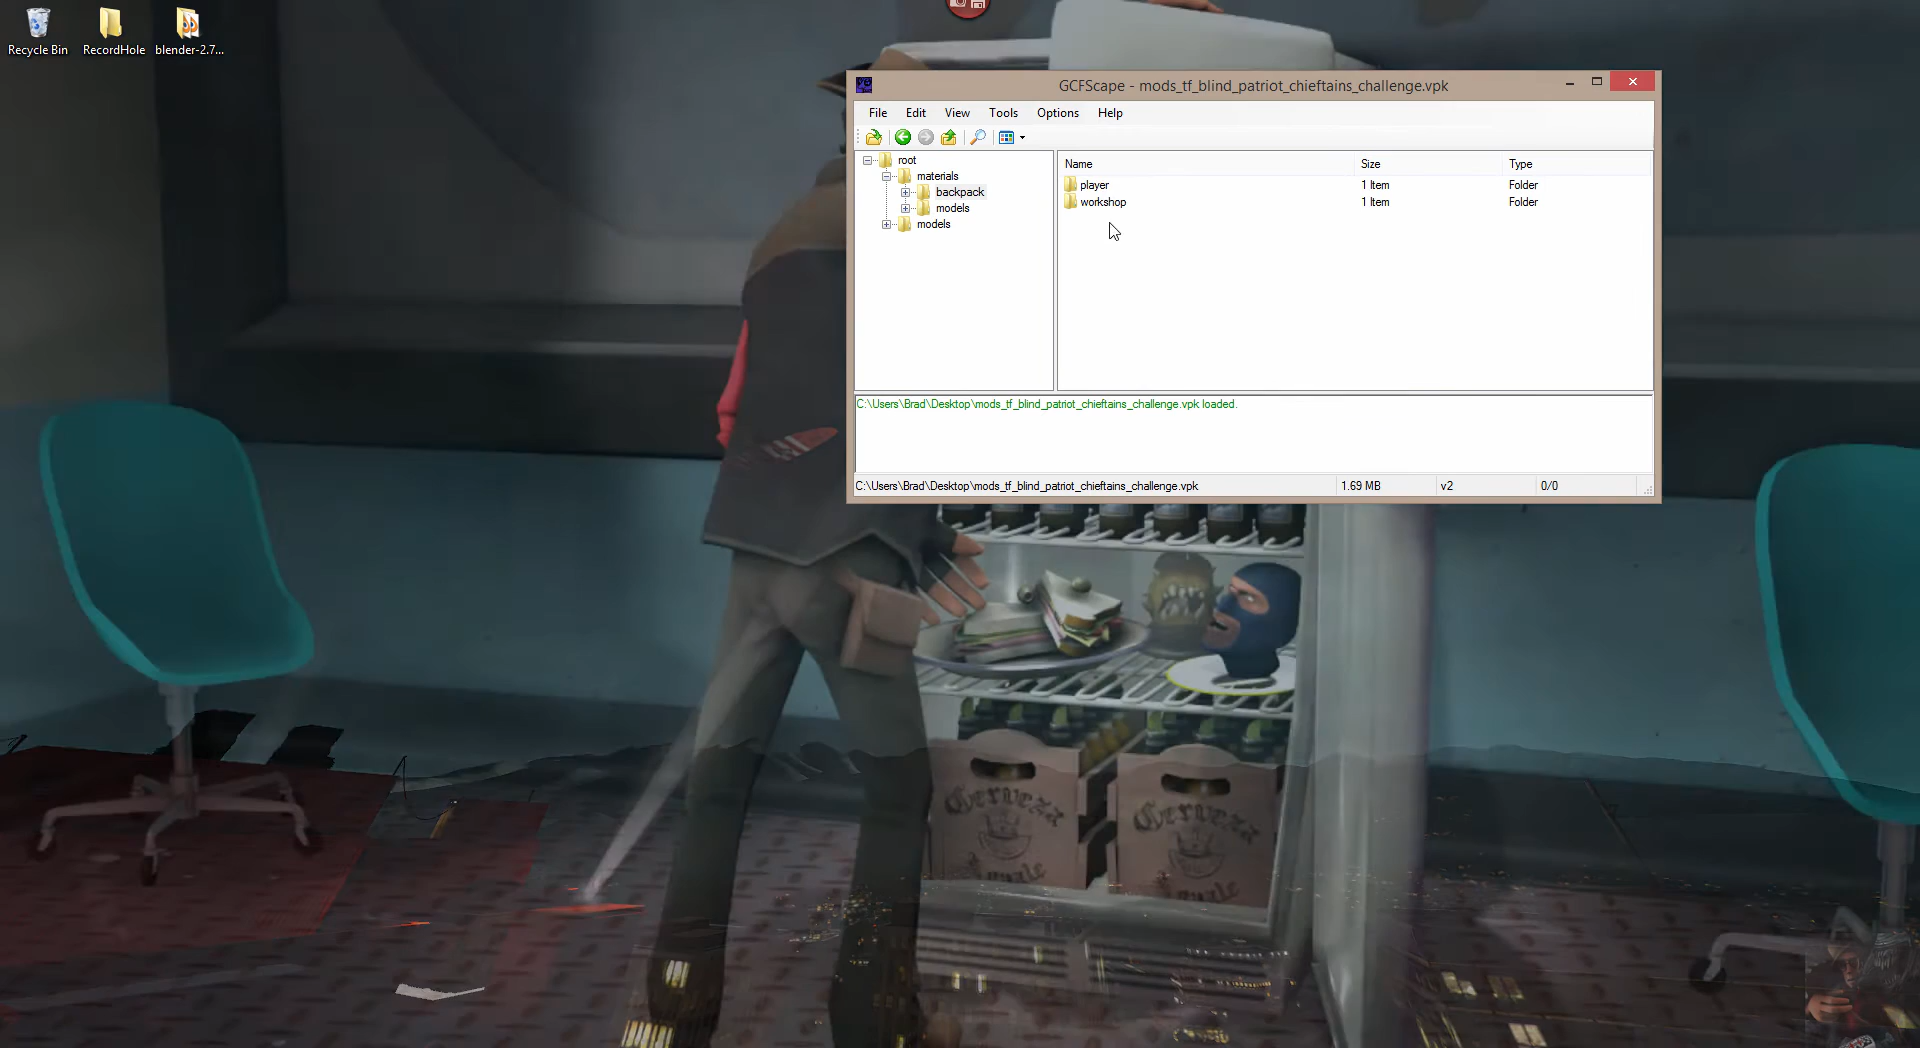 Recycle Bin
RecordHole
blender-2.7...
GCFScape - mods_tf_blind_patriot_chieftains_challenge.vpk
File Edit View Tools Options Help
root
materials
backpack
models
models
Name Size Type
player 1 Item Folder
workshop 1 Item Folder
C:\Users\Brad\Desktop\mods_tf_blind_patriot_chieftains_challenge.vpk loaded.
C:\Users\Brad\Desktop\mods_tf_blind_patriot_chieftains_challenge.vpk 1.69 MB v2 0/0
Cerveza Cerveza